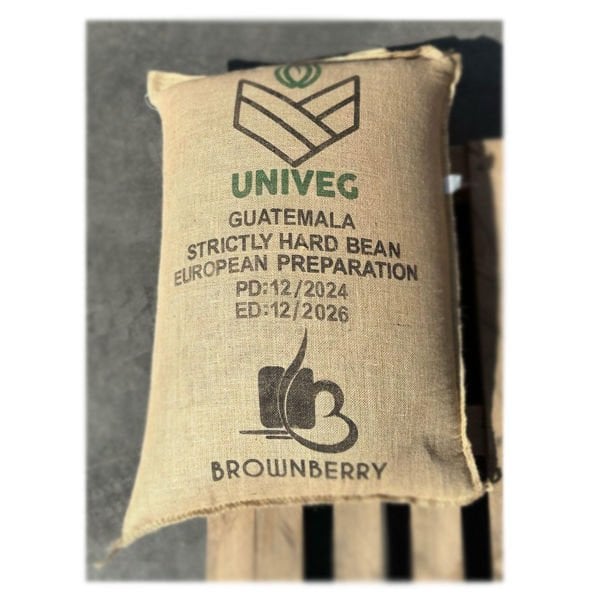 UNIVEG
GUATEMALA
STRICTLY HARD BEAN
EUROPEAN PREPARATION
PD:12/2024
ED:12/2026
BROWNBERRY